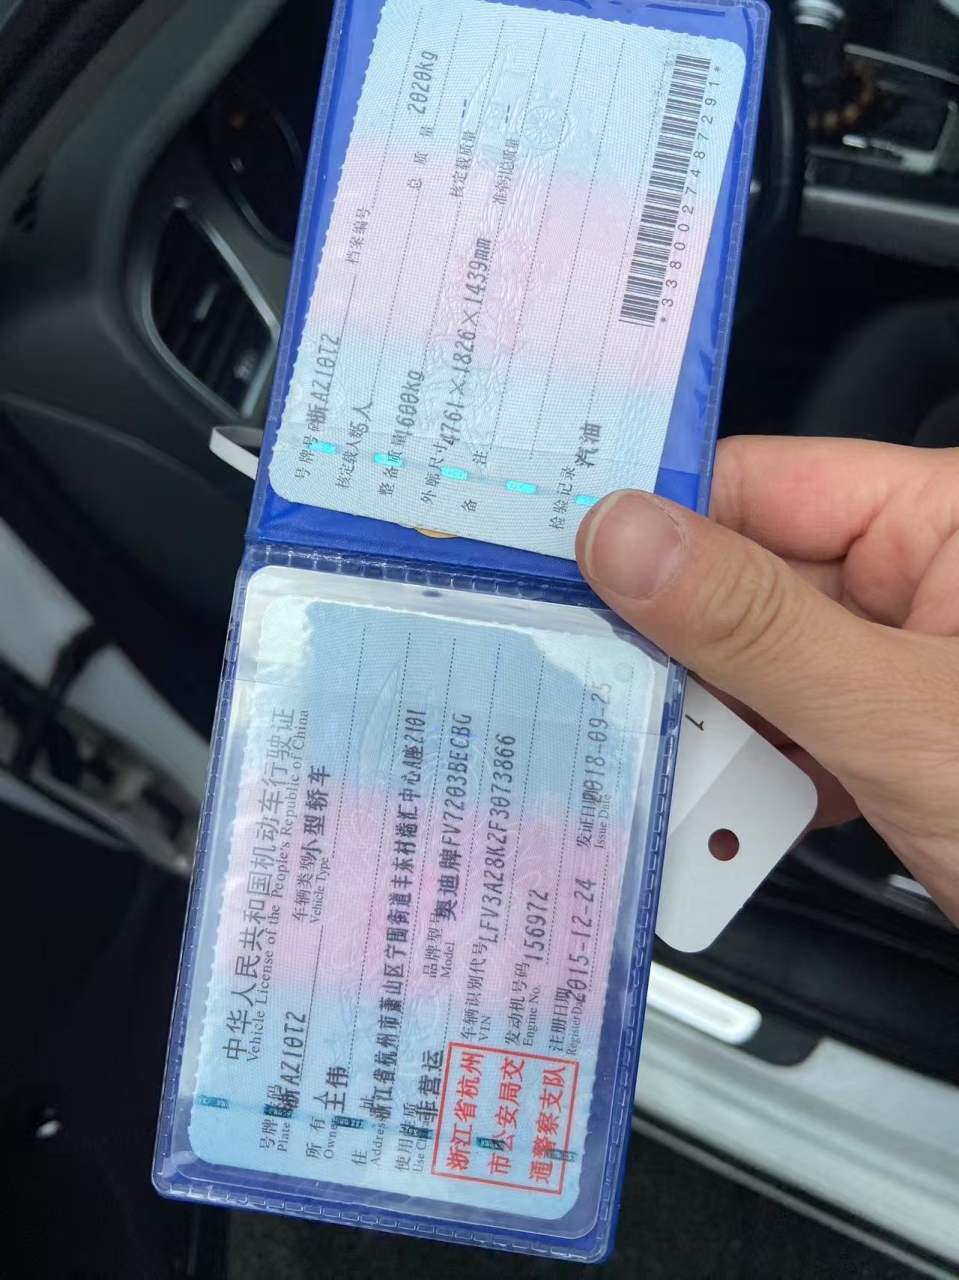 中华人民共和国机动车行驶证
Vehicle License of the People's Republic of China
号牌号码 浙AZ10T2 车辆类型 小型轿车
Plate No. Vehicle Type
所有人 王伟
Owner
住址 浙江省杭州市萧山区宁围街道丰东村港汇中心A座2101
Address
使用性质 非营运 品牌型号 奥迪牌FV7203BECBG
Use Character Model
浙江省杭州
市公安局交
通警察支队
车辆识别代号 LFV3A28K2F3073866
VIN
发动机号码 156972
Engine No.
注册日期 2015-12-24 发证日期 2018-09-25
Register Date Issue Date
号牌号码 浙AZ10T2 档案编号
核定载人数 5人 总质量 2020kg
整备质量 1600kg 核定载质量 --
外廓尺寸 4761×1826×1439mm 准牵引总质量 --
备注
检验记录 汽油
*3380027487291*